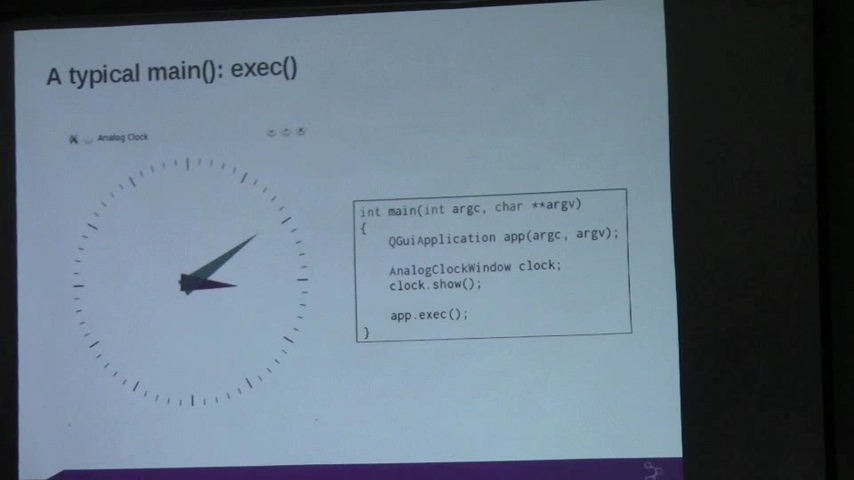 A typical main(): exec()
Analog Clock
int main(int argc, char **argv)
{
QGuiApplication app(argc, argv);
AnalogClockWindow clock;
clock.show();
app.exec();
}